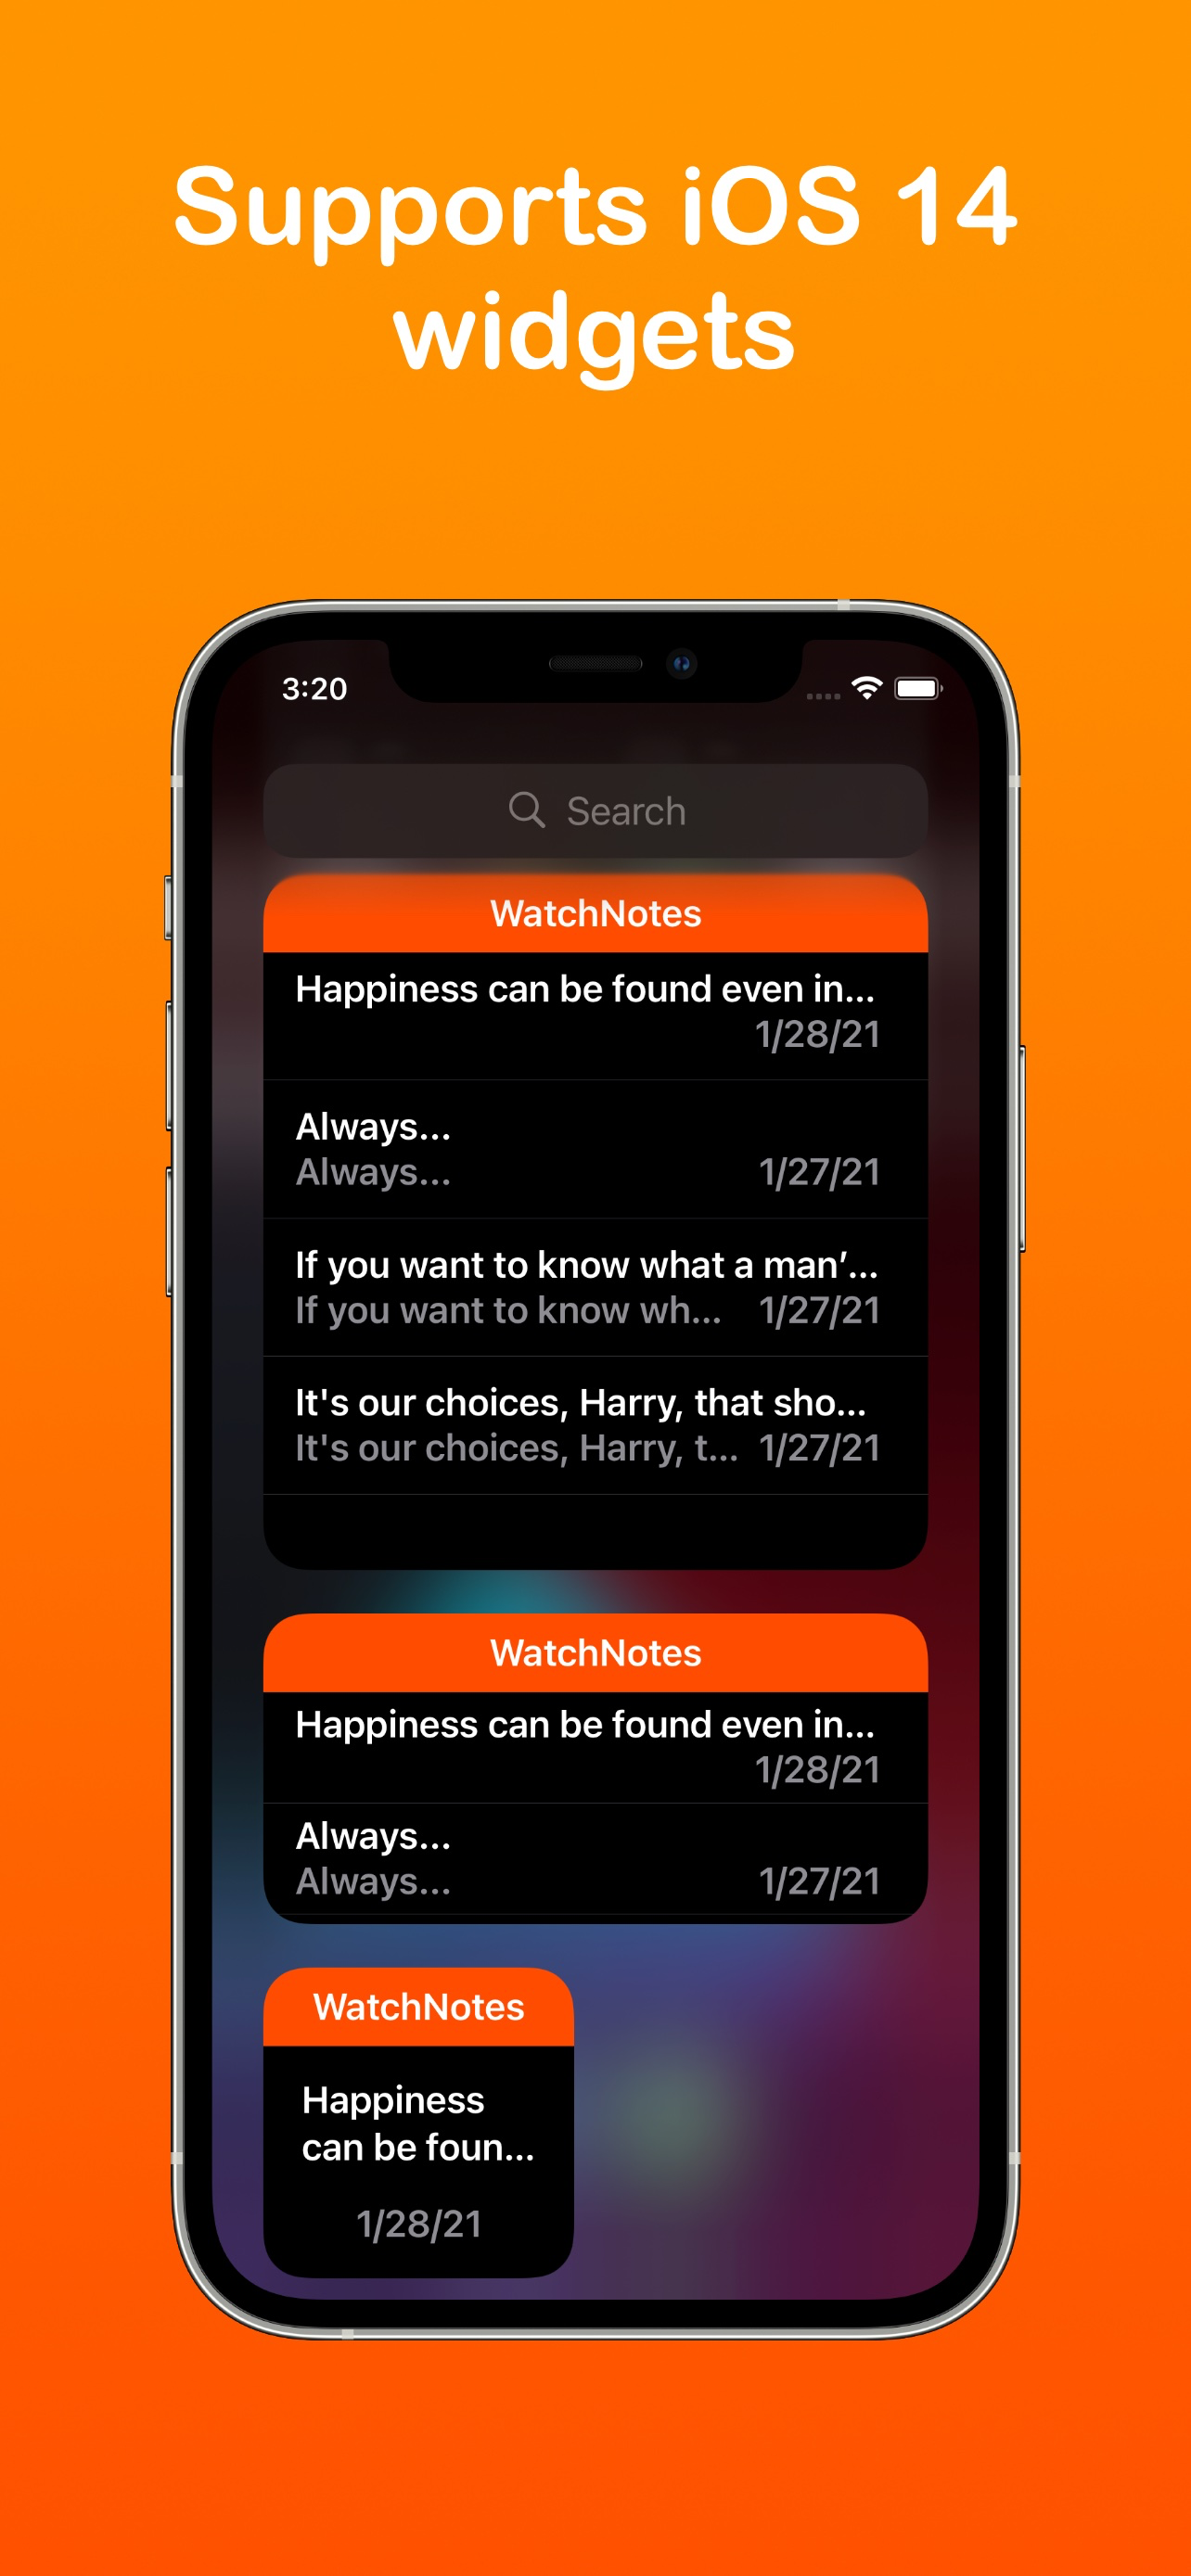 Supports iOS 14
widgets
3:20
Search
WatchNotes
Happiness can be found even in...
1/28/21
Always...
Always... 1/27/21
If you want to know what a man’...
If you want to know wh... 1/27/21
It's our choices, Harry, that sho...
It's our choices, Harry, t... 1/27/21
WatchNotes
Happiness can be found even in...
1/28/21
Always...
Always... 1/27/21
WatchNotes
Happiness
can be foun...
1/28/21